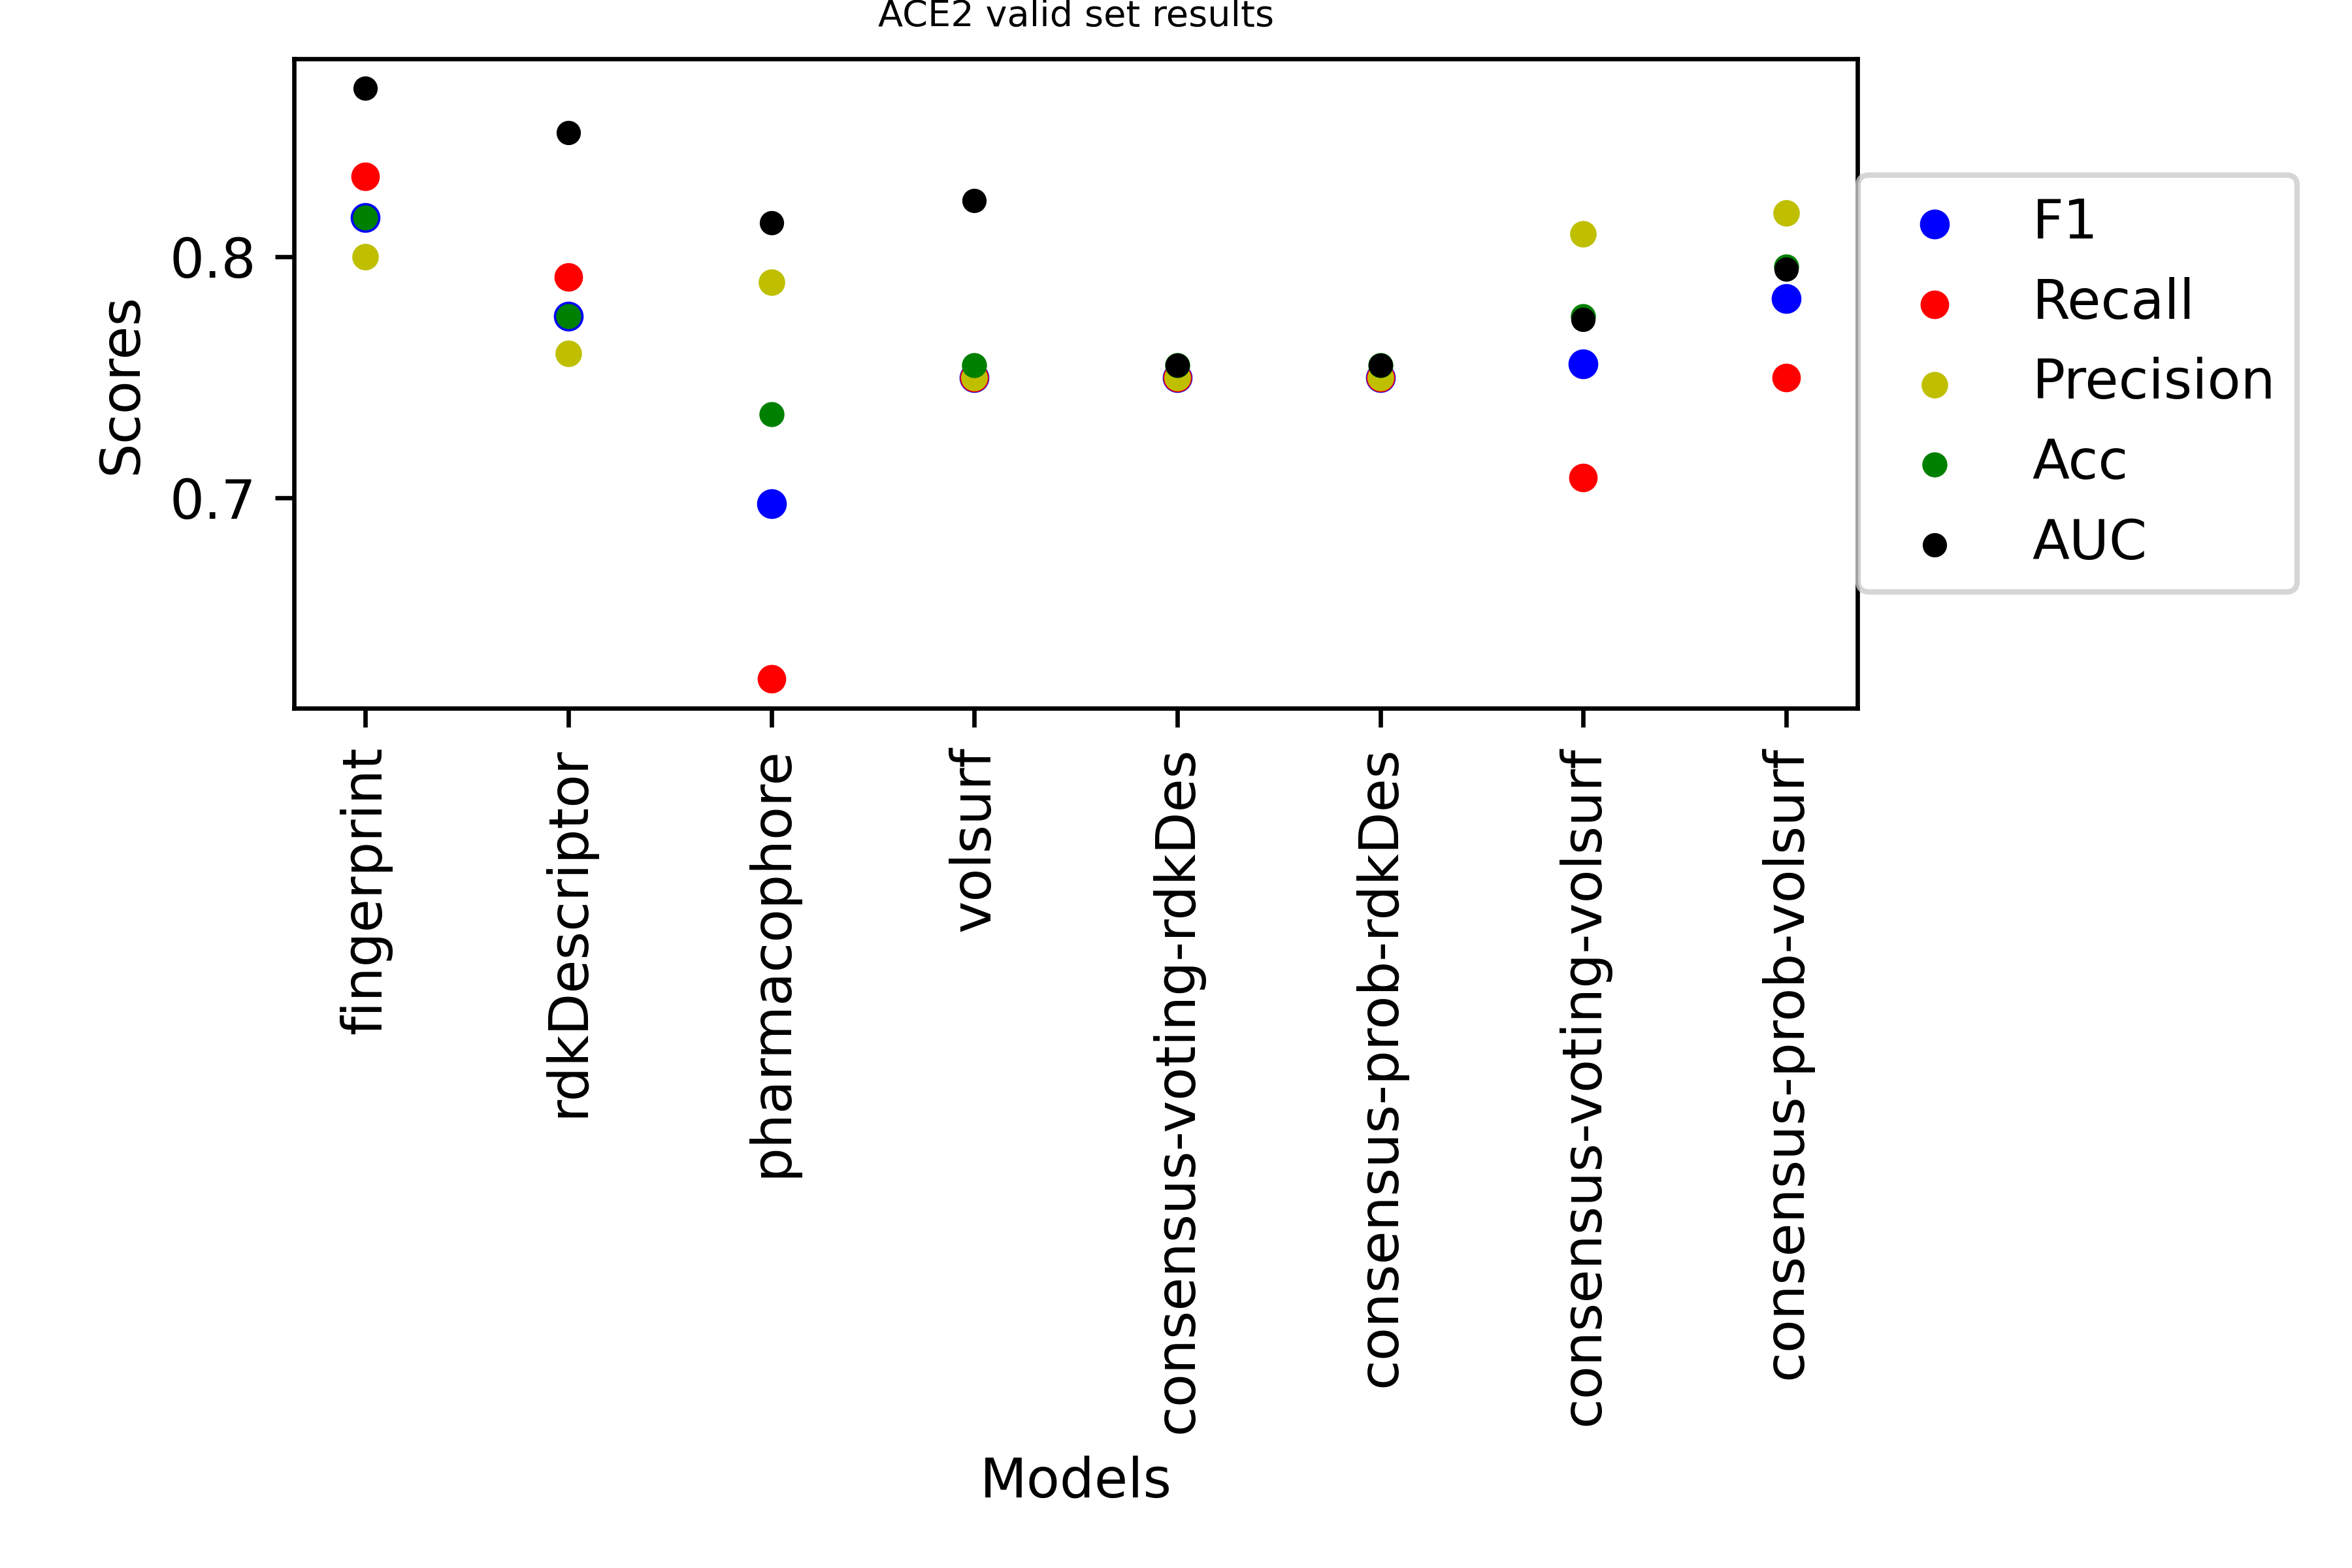 ACE2 valid set results
Scores
0.8
0.7
F1
Recall
Precision
Acc
AUC
fingerprint
rdkDescriptor
pharmacophore
volsurf
consensus-voting-rdkDes
consensus-prob-rdkDes
consensus-voting-volsurf
consensus-prob-volsurf
Models